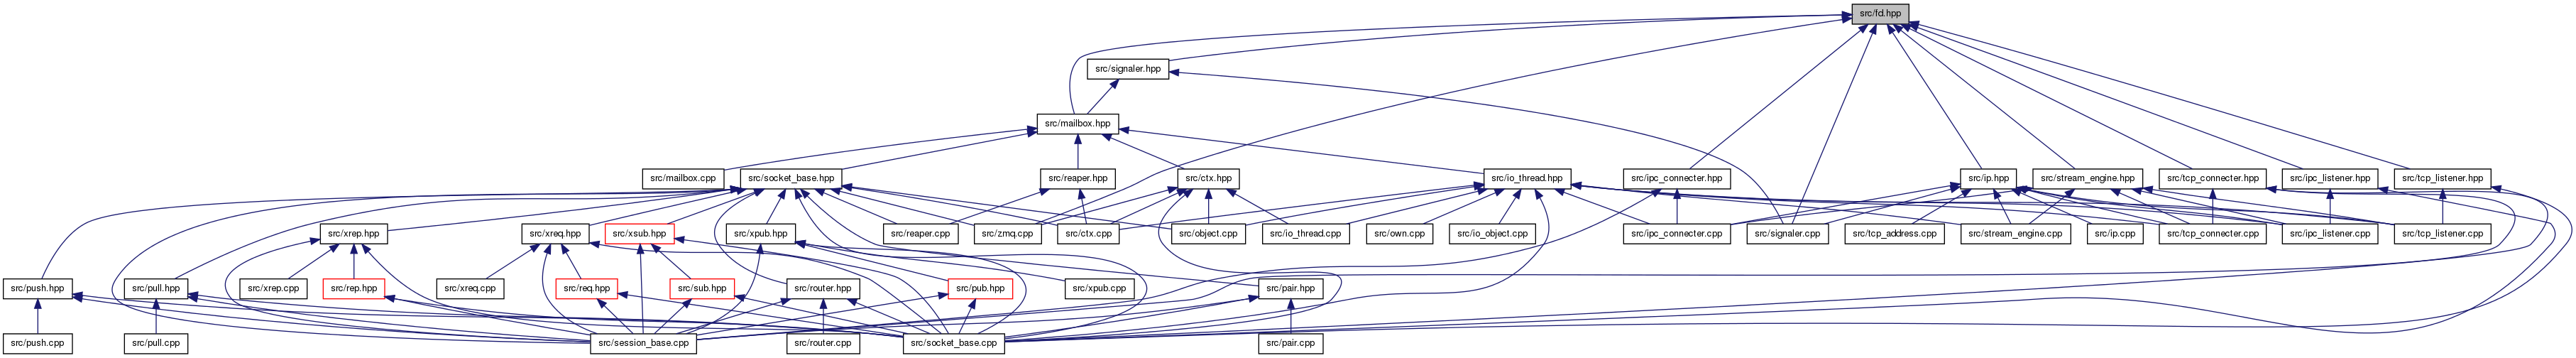 src/fd.hpp
src/signaler.hpp
src/mailbox.hpp
src/mailbox.cpp
src/socket_base.hpp
src/reaper.hpp
src/ctx.hpp
src/io_thread.hpp
src/ipc_connecter.hpp
src/ip.hpp
src/stream_engine.hpp
src/tcp_connecter.hpp
src/ipc_listener.hpp
src/tcp_listener.hpp
src/xrep.hpp
src/xreq.hpp
src/xsub.hpp
src/xpub.hpp
src/reaper.cpp
src/zmq.cpp
src/ctx.cpp
src/object.cpp
src/io_thread.cpp
src/own.cpp
src/io_object.cpp
src/ipc_connecter.cpp
src/signaler.cpp
src/tcp_address.cpp
src/stream_engine.cpp
src/ip.cpp
src/tcp_connecter.cpp
src/ipc_listener.cpp
src/tcp_listener.cpp
src/push.hpp
src/pull.hpp
src/xrep.cpp
src/rep.hpp
src/xreq.cpp
src/req.hpp
src/sub.hpp
src/router.hpp
src/pub.hpp
src/xpub.cpp
src/pair.hpp
src/push.cpp
src/pull.cpp
src/session_base.cpp
src/router.cpp
src/socket_base.cpp
src/pair.cpp